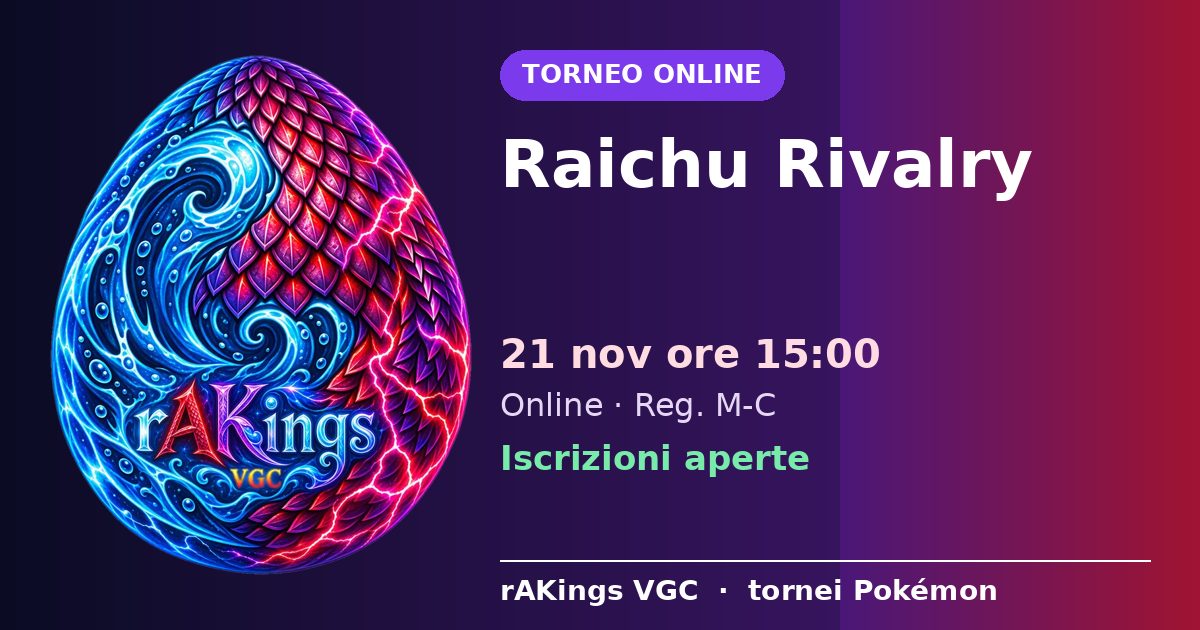 TORNEO ONLINE
Raichu Rivalry
21 nov ore 15:00
Online · Reg. M-C
Iscrizioni aperte
rAKings
VGC
rAKings VGC · tornei Pokémon